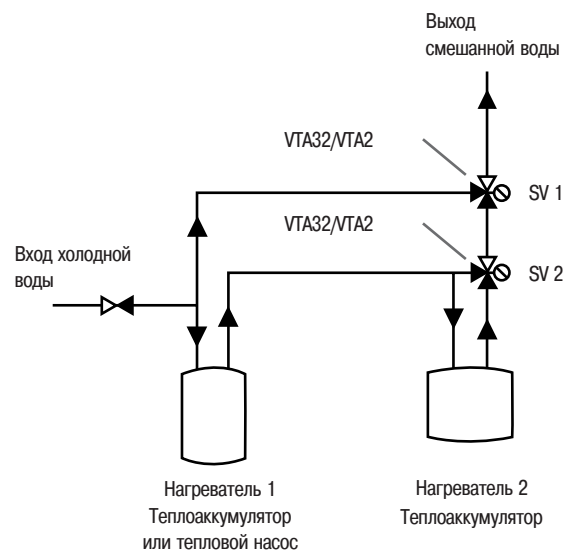 Выход
смешанной воды
VTA32/VTA2
SV 1
VTA32/VTA2
Вход холодной
воды
SV 2
Нагреватель 1
Теплоаккумулятор
или тепловой насос
Нагреватель 2
Теплоаккумулятор